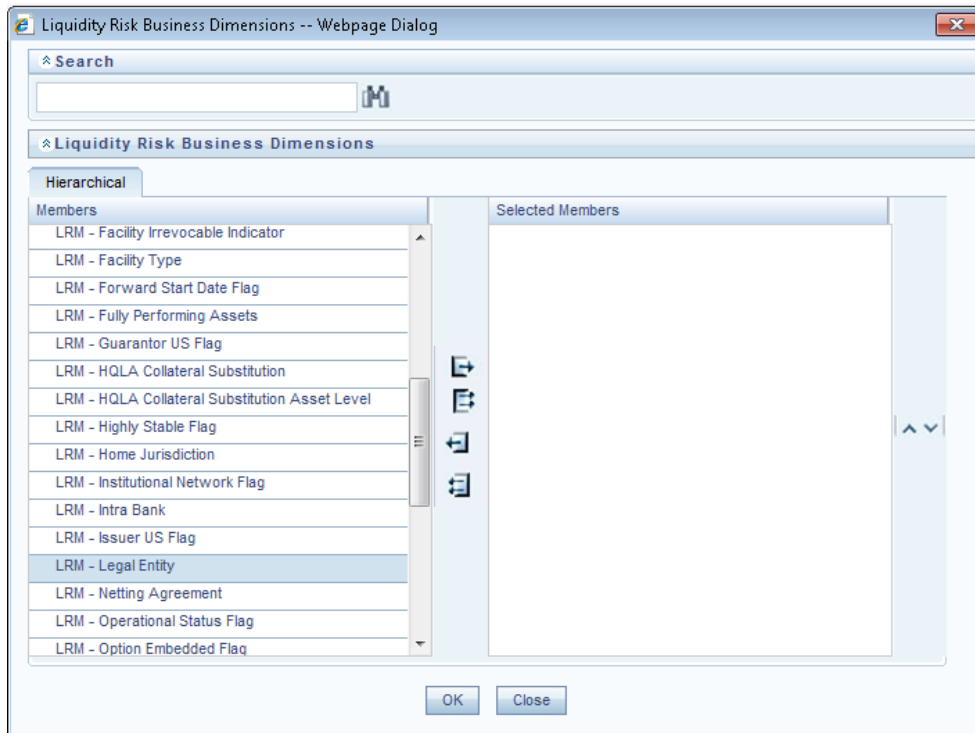 Liquidity Risk Business Dimensions -- Webpage Dialog
Search
Liquidity Risk Business Dimensions
Hierarchical
Members
Selected Members
LRM - Facility Irrevocable Indicator
LRM - Facility Type
LRM - Forward Start Date Flag
LRM - Fully Performing Assets
LRM - Guarantor US Flag
LRM - HQLA Collateral Substitution
LRM - HQLA Collateral Substitution Asset Level
LRM - Highly Stable Flag
LRM - Home Jurisdiction
LRM - Institutional Network Flag
LRM - Intra Bank
LRM - Issuer US Flag
LRM - Legal Entity
LRM - Netting Agreement
LRM - Operational Status Flag
LRM - Option Embedded Flag
OK
Close